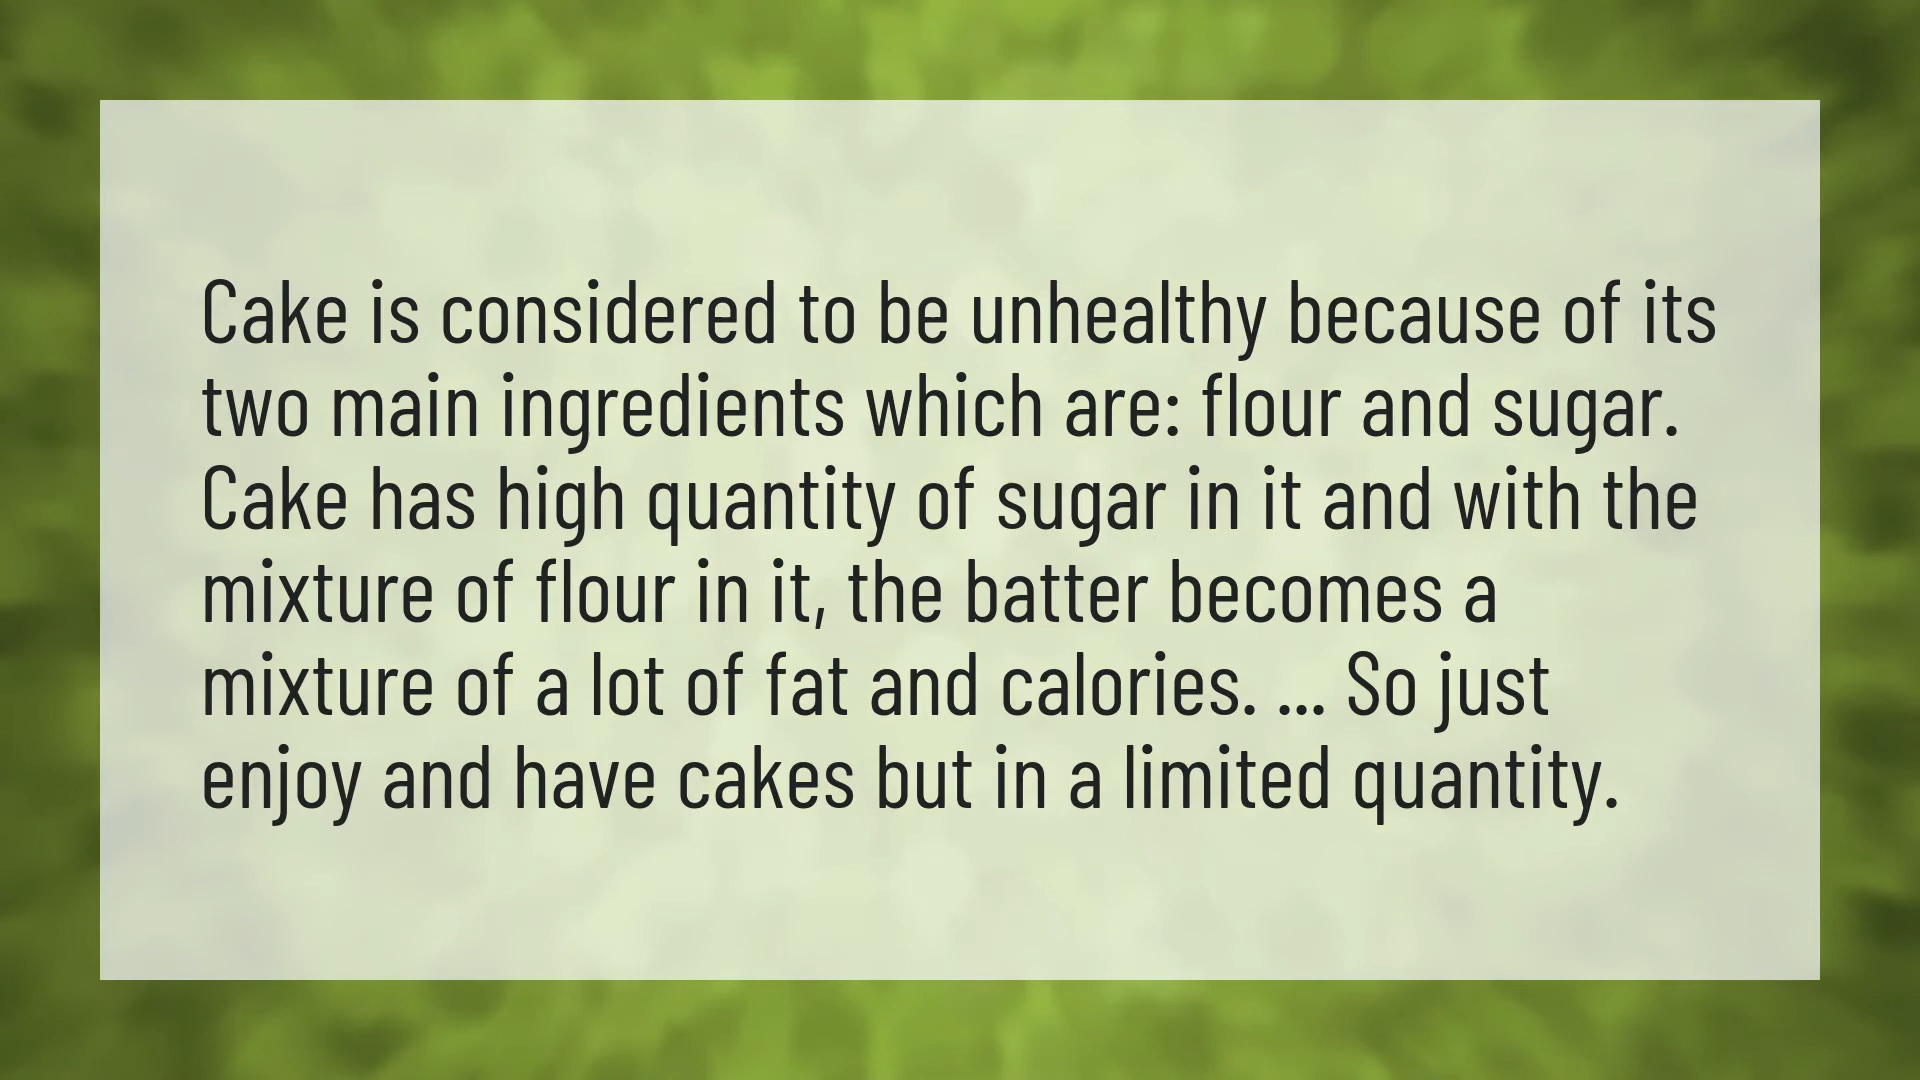 Cake is considered to be unhealthy because of its
two main ingredients which are: flour and sugar.
Cake has high quantity of sugar in it and with the
mixture of flour in it, the batter becomes a
mixture of a lot of fat and calories. ... So just
enjoy and have cakes but in a limited quantity.